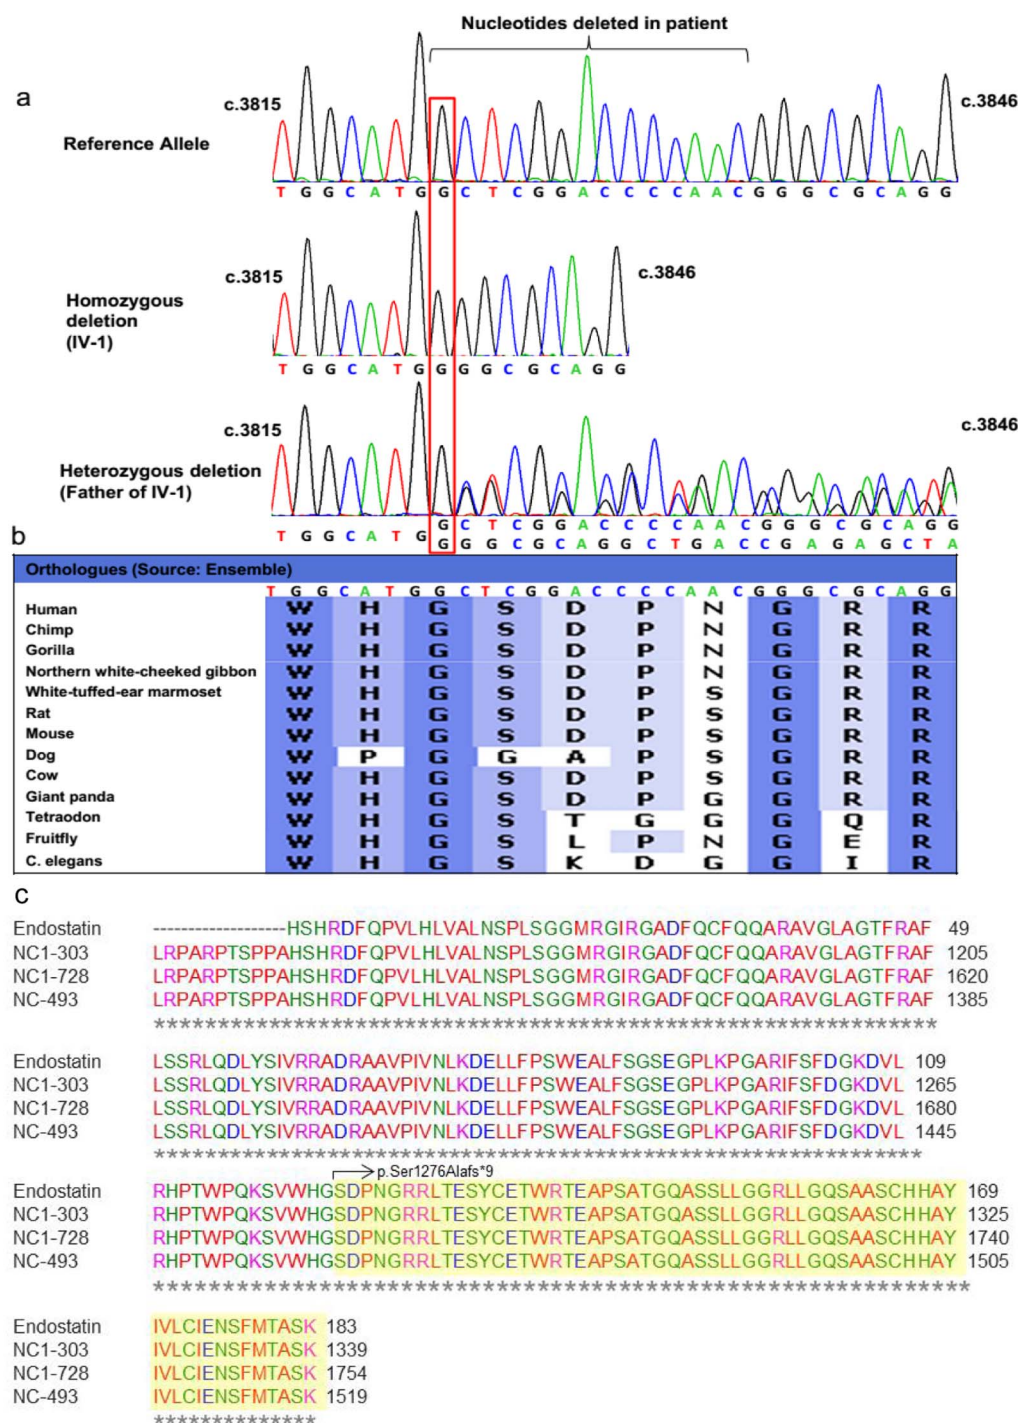 Nucleotides deleted in patient
a
c.3815
c.3846
Reference Allele
T G G C A T G G C T C G G A C C C C A A C G G G C G C A G G
c.3815
c.3846
Homozygous
deletion
(IV-1)
T G G C A T G G G C G C A G G
c.3815
c.3846
Heterozygous deletion
(Father of IV-1)
G C T C G G A C C C C A A C G G G C G C A G G
T G G C A T G
G G G C G C A G G C T G A C C G A G A G C T A
b
Orthologues (Source: Ensemble)
T G G C A T G G C T C G G A C C C C A A C G G G C G C A G G
Human W H G S D P N G R R
Chimp W H G S D P N G R R
Gorilla W H G S D P N G R R
Northern white-cheeked gibbon W H G S D P N G R R
White-tuffed-ear marmoset W H G S D P S G R R
Rat W H G S D P S G R R
Mouse W H G S D P S G R R
Dog W P G G A P S G R R
Cow W H G S D P S G R R
Giant panda W H G S D P G G R R
Tetraodon W H G S T G G G Q R
Fruitfly W H G S L P N G E R
C. elegans W H G S K D G G I R
c
Endostatin ------------------HSHRDFQPVLHLVALNSPLSGGMRGIRGADFQCFQQARAVGLAGTFRAF 49
NC1-303 LRPARPTSPPAHSHRDFQPVLHLVALNSPLSGGMRGIRGADFQCFQQARAVGLAGTFRAF 1205
NC1-728 LRPARPTSPPAHSHRDFQPVLHLVALNSPLSGGMRGIRGADFQCFQQARAVGLAGTFRAF 1620
NC-493 LRPARPTSPPAHSHRDFQPVLHLVALNSPLSGGMRGIRGADFQCFQQARAVGLAGTFRAF 1385
************************************************************
Endostatin LSSRLQDLYSIVRRADRAAVPIVNLKDELLFPSWEALFSGSEGPLKPGARIFSFDGKDVL 109
NC1-303 LSSRLQDLYSIVRRADRAAVPIVNLKDELLFPSWEALFSGSEGPLKPGARIFSFDGKDVL 1265
NC1-728 LSSRLQDLYSIVRRADRAAVPIVNLKDELLFPSWEALFSGSEGPLKPGARIFSFDGKDVL 1680
NC-493 LSSRLQDLYSIVRRADRAAVPIVNLKDELLFPSWEALFSGSEGPLKPGARIFSFDGKDVL 1445
************************************************************
p.Ser1276Alafs*9
Endostatin RHPTWPQKSVWHGSDPNGRRLTESYCETWRTEAPSATGQASSLLGGRLLGQSAASCHHAY 169
NC1-303 RHPTWPQKSVWHGSDPNGRRLTESYCETWRTEAPSATGQASSLLGGRLLGQSAASCHHAY 1325
NC1-728 RHPTWPQKSVWHGSDPNGRRLTESYCETWRTEAPSATGQASSLLGGRLLGQSAASCHHAY 1740
NC-493 RHPTWPQKSVWHGSDPNGRRLTESYCETWRTEAPSATGQASSLLGGRLLGQSAASCHHAY 1505
************************************************************
Endostatin IVLCIENSFMTASK 183
NC1-303 IVLCIENSFMTASK 1339
NC1-728 IVLCIENSFMTASK 1754
NC-493 IVLCIENSFMTASK 1519
**************